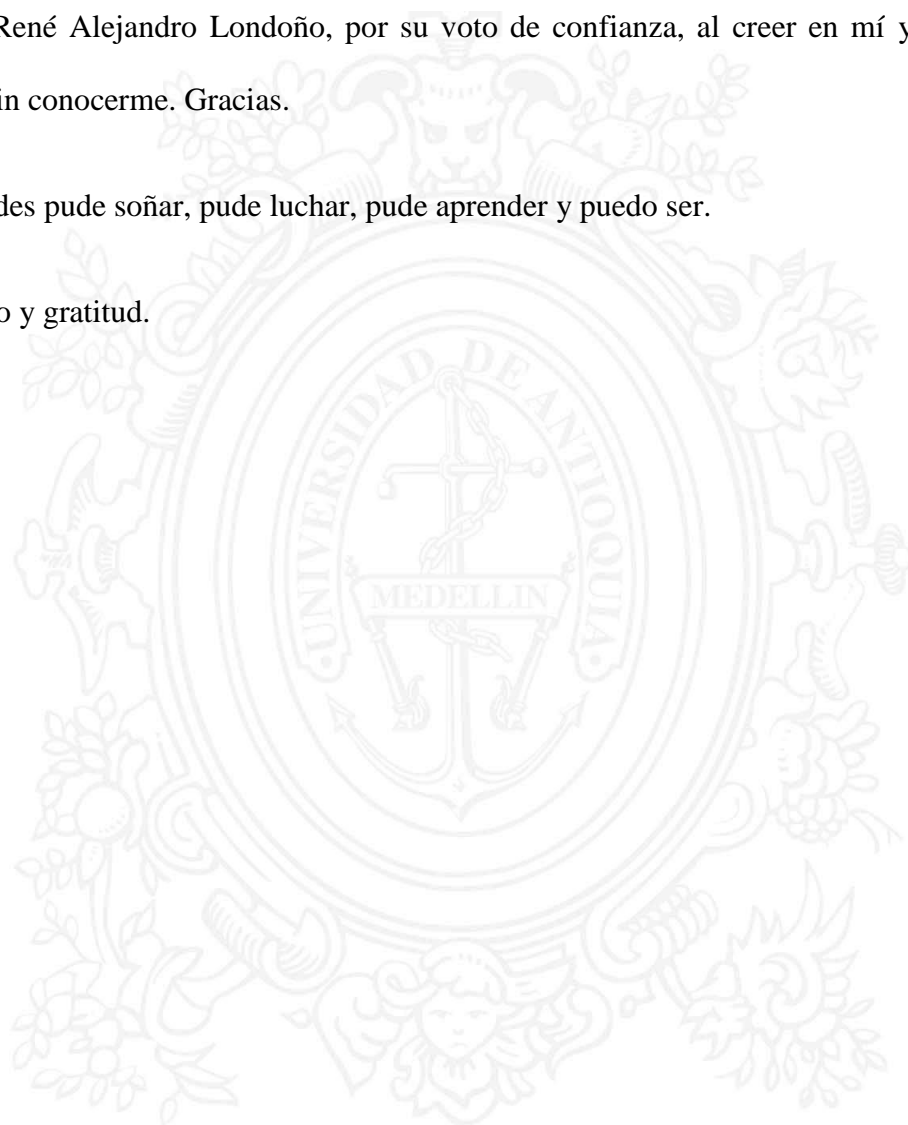 René Alejandro Londoño, por su voto de confianza, al creer en mí y
in conocerme. Gracias.
des pude soñar, pude luchar, pude aprender y puedo ser.
o y gratitud.
UNIVERSIDAD DE ANTIOQUIA
MEDELLIN